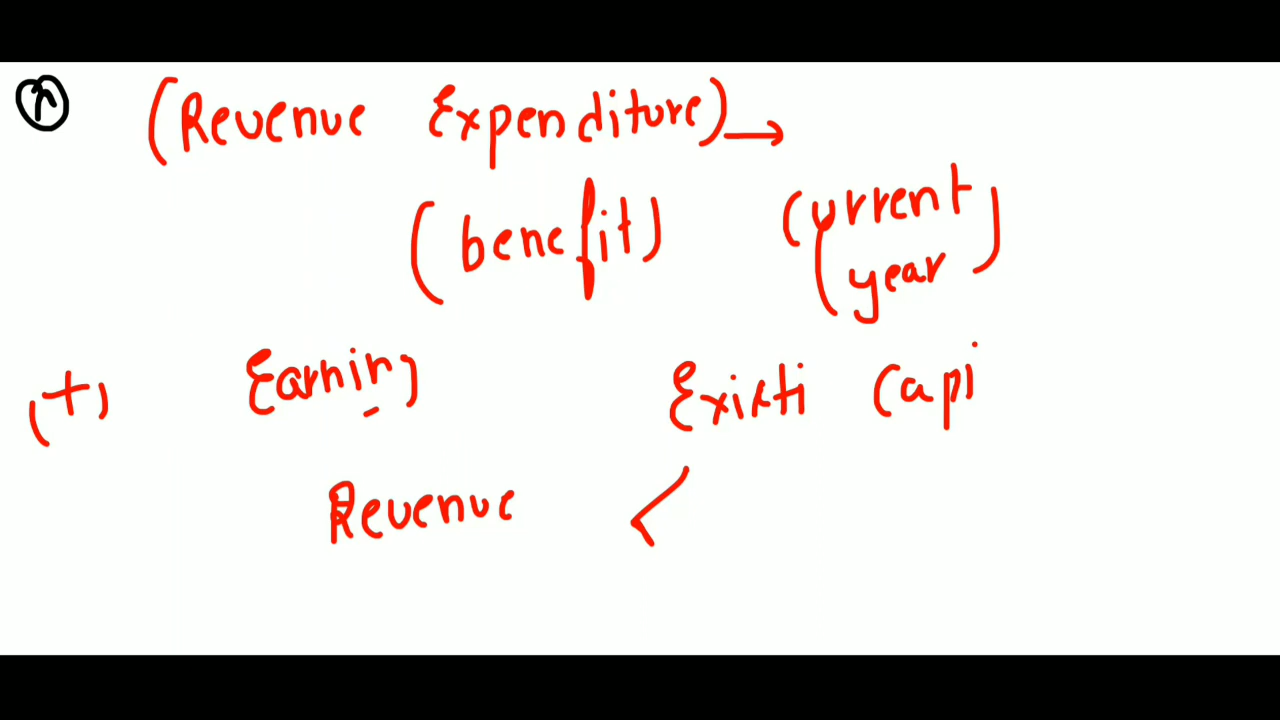 (Revenue Expenditure) →
(benefit) (Current
year)
(+) Earning Existi Capi
Revenue <